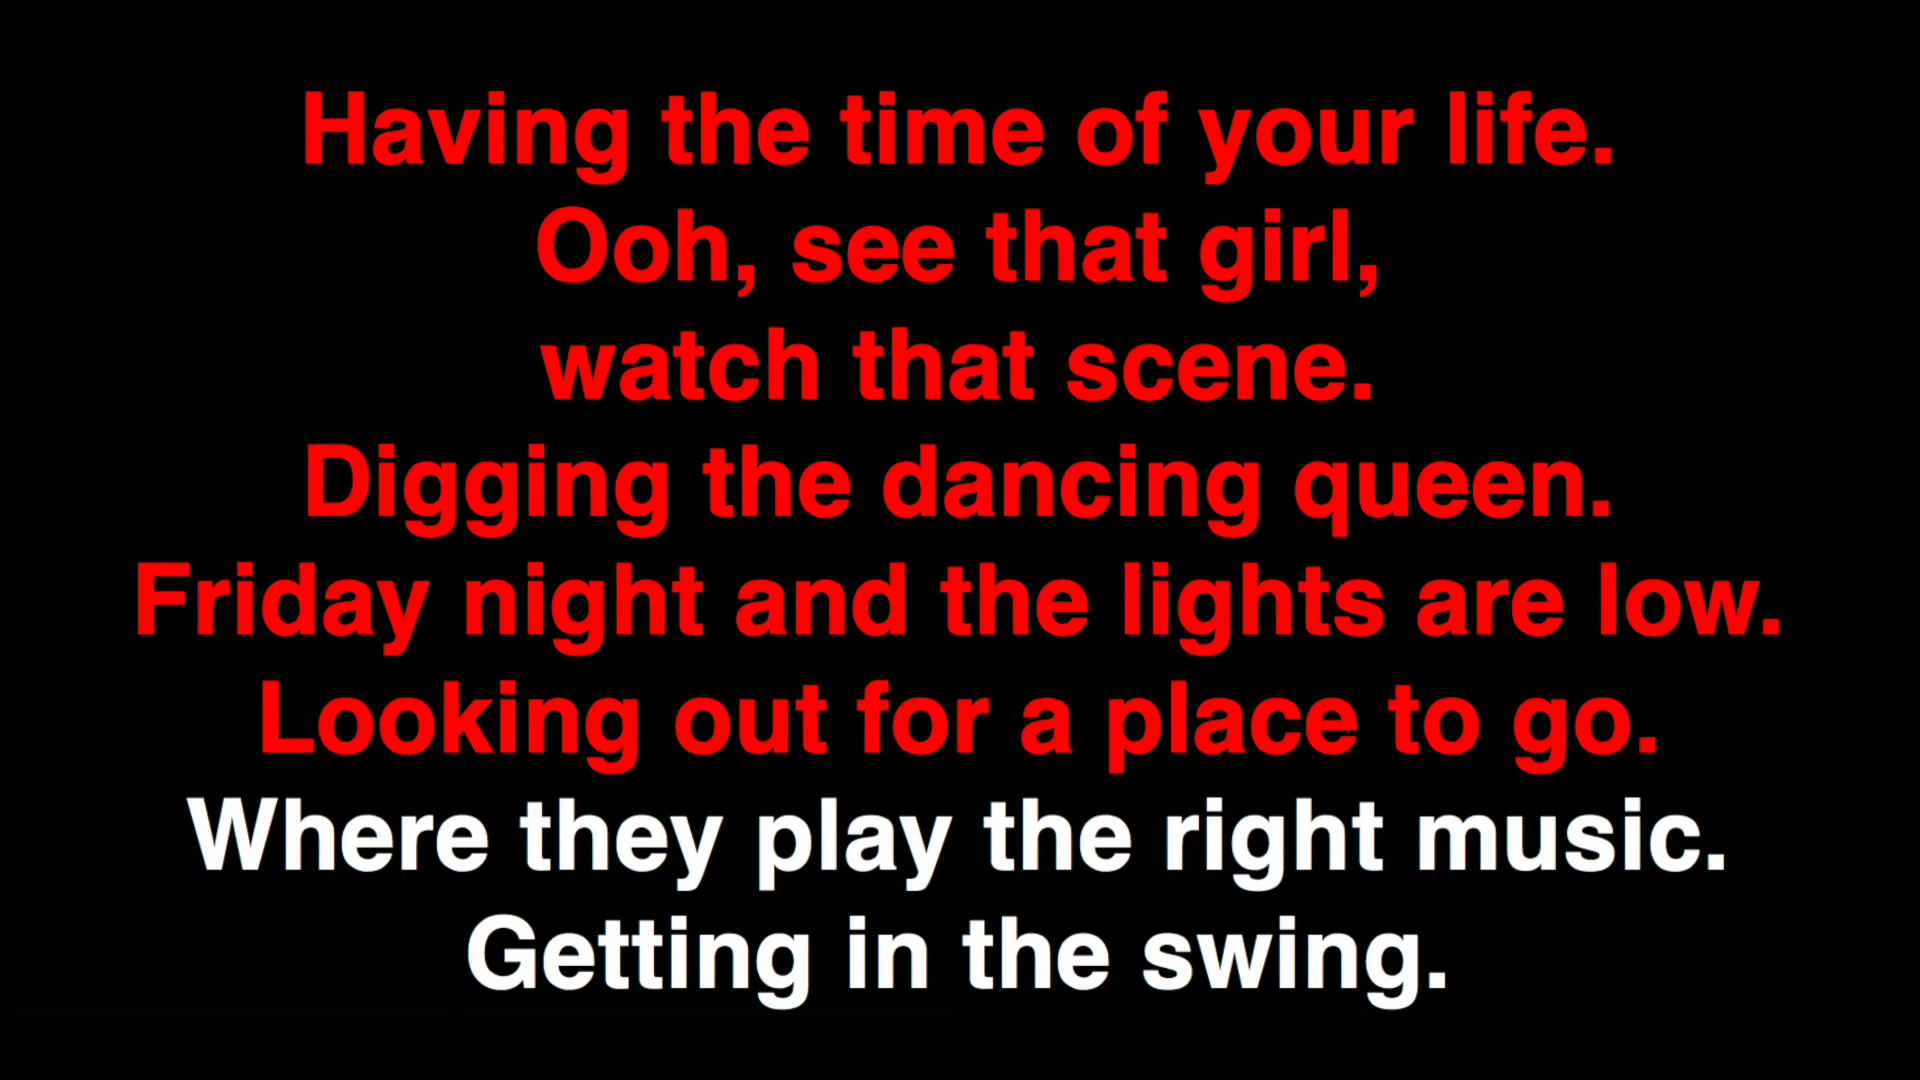 Having the time of your life.
Ooh, see that girl,
watch that scene.
Digging the dancing queen.
Friday night and the lights are low.
Looking out for a place to go.
Where they play the right music.
Getting in the swing.